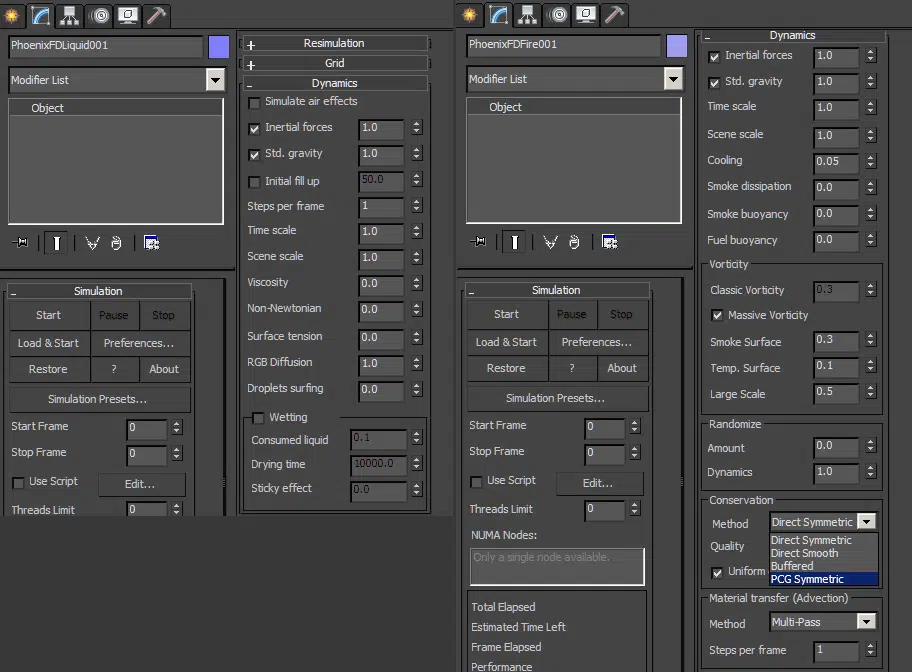 PhoenixFDLiquid001
Modifier List
Object
Simulation
Start Pause Stop
Load & Start Preferences...
Restore ? About
Simulation Presets...
Start Frame 0
Stop Frame 0
Use Script Edit...
Threads Limit 0
+ Resimulation
+ Grid
- Dynamics
Simulate air effects
Inertial forces 1.0
Std. gravity 1.0
Initial fill up 50.0
Steps per frame 1
Time scale 1.0
Scene scale 1.0
Viscosity 0.0
Non-Newtonian 0.0
Surface tension 0.0
RGB Diffusion 1.0
Droplets surfing 0.0
Wetting
Consumed liquid 0.1
Drying time 10000.0
Sticky effect 0.0
PhoenixFDFire001
Modifier List
Object
Simulation
Start Pause Stop
Load & Start Preferences...
Restore ? About
Simulation Presets...
Start Frame 0
Stop Frame 0
Use Script Edit...
Threads Limit 0
NUMA Nodes:
Only a single node available.
Total Elapsed
Estimated Time Left
Frame Elapsed
Performance
- Dynamics
Inertial forces 1.0
Std. gravity 1.0
Time scale 1.0
Scene scale 1.0
Cooling 0.05
Smoke dissipation 0.0
Smoke buoyancy 0.0
Fuel buoyancy 0.0
Vorticity
Classic Vorticity 0.3
Massive Vorticity
Smoke Surface 0.3
Temp. Surface 0.1
Large Scale 0.5
Randomize
Amount 0.0
Dynamics 1.0
Conservation
Method Direct Symmetric
Direct Symmetric
Quality
Direct Smooth
Buffered
Uniform
PCG Symmetric
Material transfer (Advection)
Method Multi-Pass
Steps per frame 1